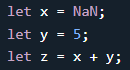 let x = NaN;
let y = 5;
let z = x + y;